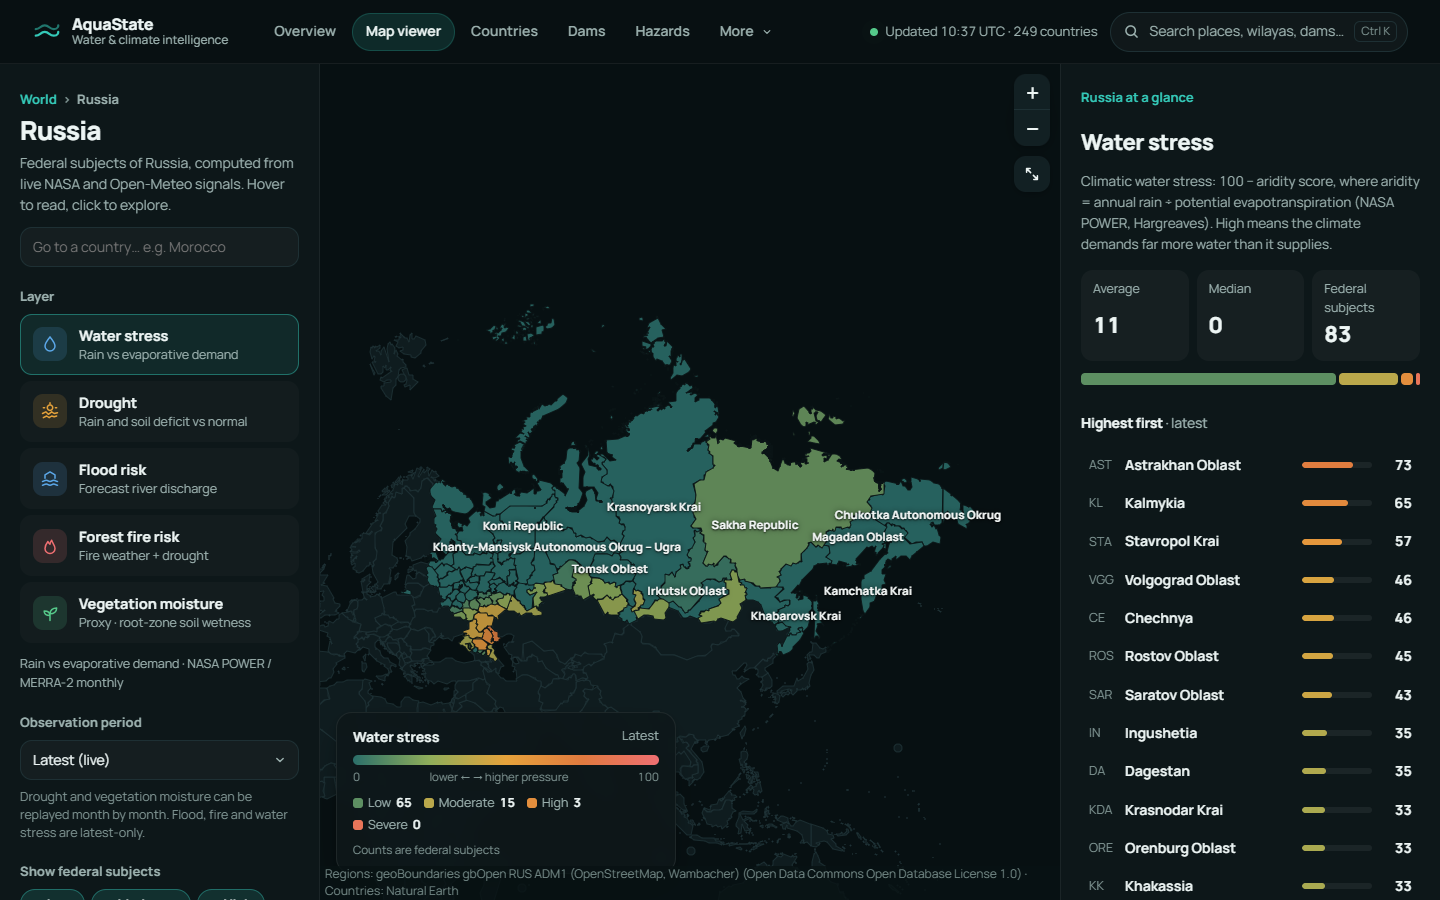 AquaState
Water & climate intelligence
Overview
Map viewer
Countries
Dams
Hazards
More
Updated 10:37 UTC · 249 countries
Search places, wilayas, dams...
Ctrl K
World › Russia
Russia
Federal subjects of Russia, computed from
live NASA and Open-Meteo signals. Hover
to read, click to explore.
Go to a country... e.g. Morocco
Layer
Water stress
Rain vs evaporative demand
Drought
Rain and soil deficit vs normal
Flood risk
Forecast river discharge
Forest fire risk
Fire weather + drought
Vegetation moisture
Proxy · root-zone soil wetness
Rain vs evaporative demand · NASA POWER /
MERRA-2 monthly
Observation period
Latest (live)
Drought and vegetation moisture can be
replayed month by month. Flood, fire and water
stress are latest-only.
Show federal subjects
+
−
Krasnoyarsk Krai
Chukotka Autonomous Okrug
Komi Republic
Sakha Republic
Magadan Oblast
Khanty-Mansiysk Autonomous Okrug – Ugra
Tomsk Oblast
Irkutsk Oblast
Kamchatka Krai
Khabarovsk Krai
Water stress
Latest
0
lower ←→ higher pressure
100
Low 65
Moderate 15
High 3
Severe 0
Counts are federal subjects
Regions: geoBoundaries gbOpen RUS ADM1 (OpenStreetMap, Wambacher) (Open Data Commons Open Database License 1.0) ·
Countries: Natural Earth
Russia at a glance
Water stress
Climatic water stress: 100 − aridity score, where aridity
= annual rain ÷ potential evapotranspiration (NASA
POWER, Hargreaves). High means the climate
demands far more water than it supplies.
Average
11
Median
0
Federal
subjects
83
Highest first · latest
AST Astrakhan Oblast 73
KL Kalmykia 65
STA Stavropol Krai 57
VGG Volgograd Oblast 46
CE Chechnya 46
ROS Rostov Oblast 45
SAR Saratov Oblast 43
IN Ingushetia 35
DA Dagestan 35
KDA Krasnodar Krai 33
ORE Orenburg Oblast 33
KK Khakassia 33